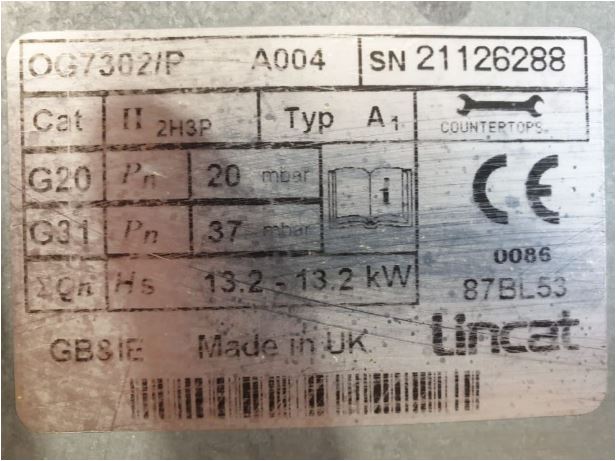 OG7302/P A004 SN 21126288
Cat II 2H3P Typ A1
COUNTERTOPS
G20 Pn 20 mbar
i
CE
G31 Pn 37 mbar
0086
ΣQn Hs 13.2 - 13.2 kW
87BL53
GB&IE Made in UK
Lincat